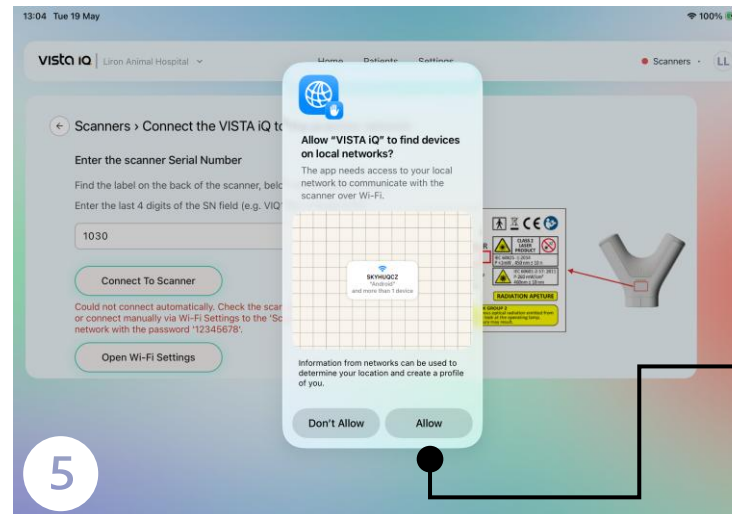 13:04 Tue 19 May
100%
VISTA iQ | Liron Animal Hospital
Home Patients Settings
Scanners
LL
Scanners › Connect the VISTA iQ to
Enter the scanner Serial Number
Find the label on the back of the scanner, belo
Enter the last 4 digits of the SN field (e.g. VIQ
1030
Connect To Scanner
Could not connect automatically. Check the scan
or connect manually via Wi-Fi Settings to the 'Sc
network with the password '12345678'.
Open Wi-Fi Settings
Allow "VISTA iQ" to find devices
on local networks?
The app needs access to your local
network to communicate with the
scanner over Wi-Fi.
SKYHUQCZ
"Android"
and more than 1 device
Information from networks can be used to
determine your location and create a profile
of you.
Don't Allow
Allow
CLASS 2
LASER
PRODUCT
RADIATION APETURE
5